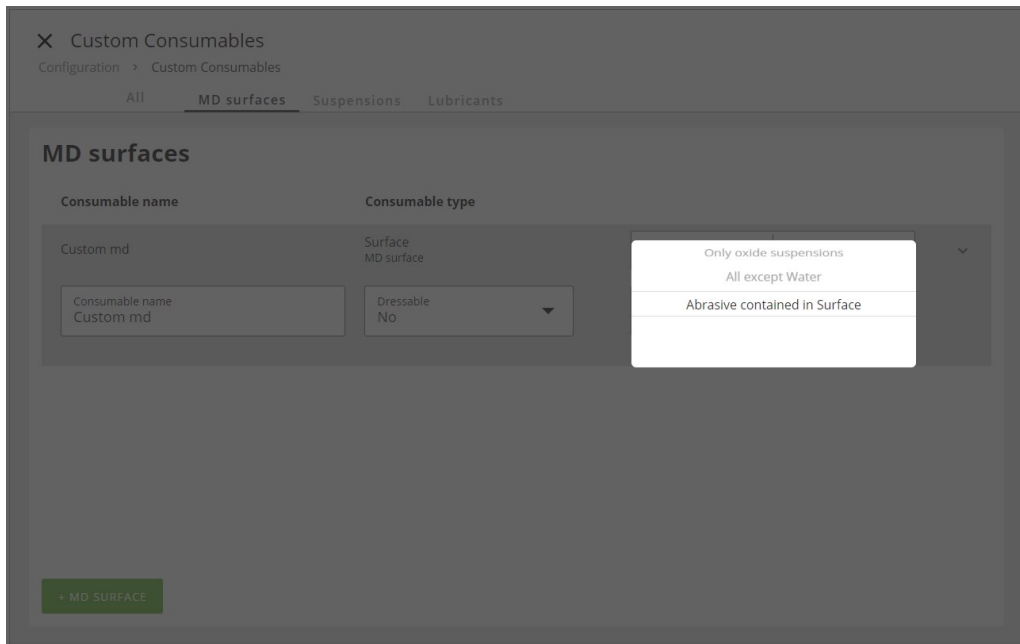 Custom Consumables
Configuration > Custom Consumables
All MD surfaces Suspensions Lubricants
MD surfaces
Consumable name Consumable type
Custom md
Surface
MD surface
Only oxide suspensions
All except Water
Abrasive contained in Surface
Consumable name
Custom md
Dressable
No
+ MD SURFACE